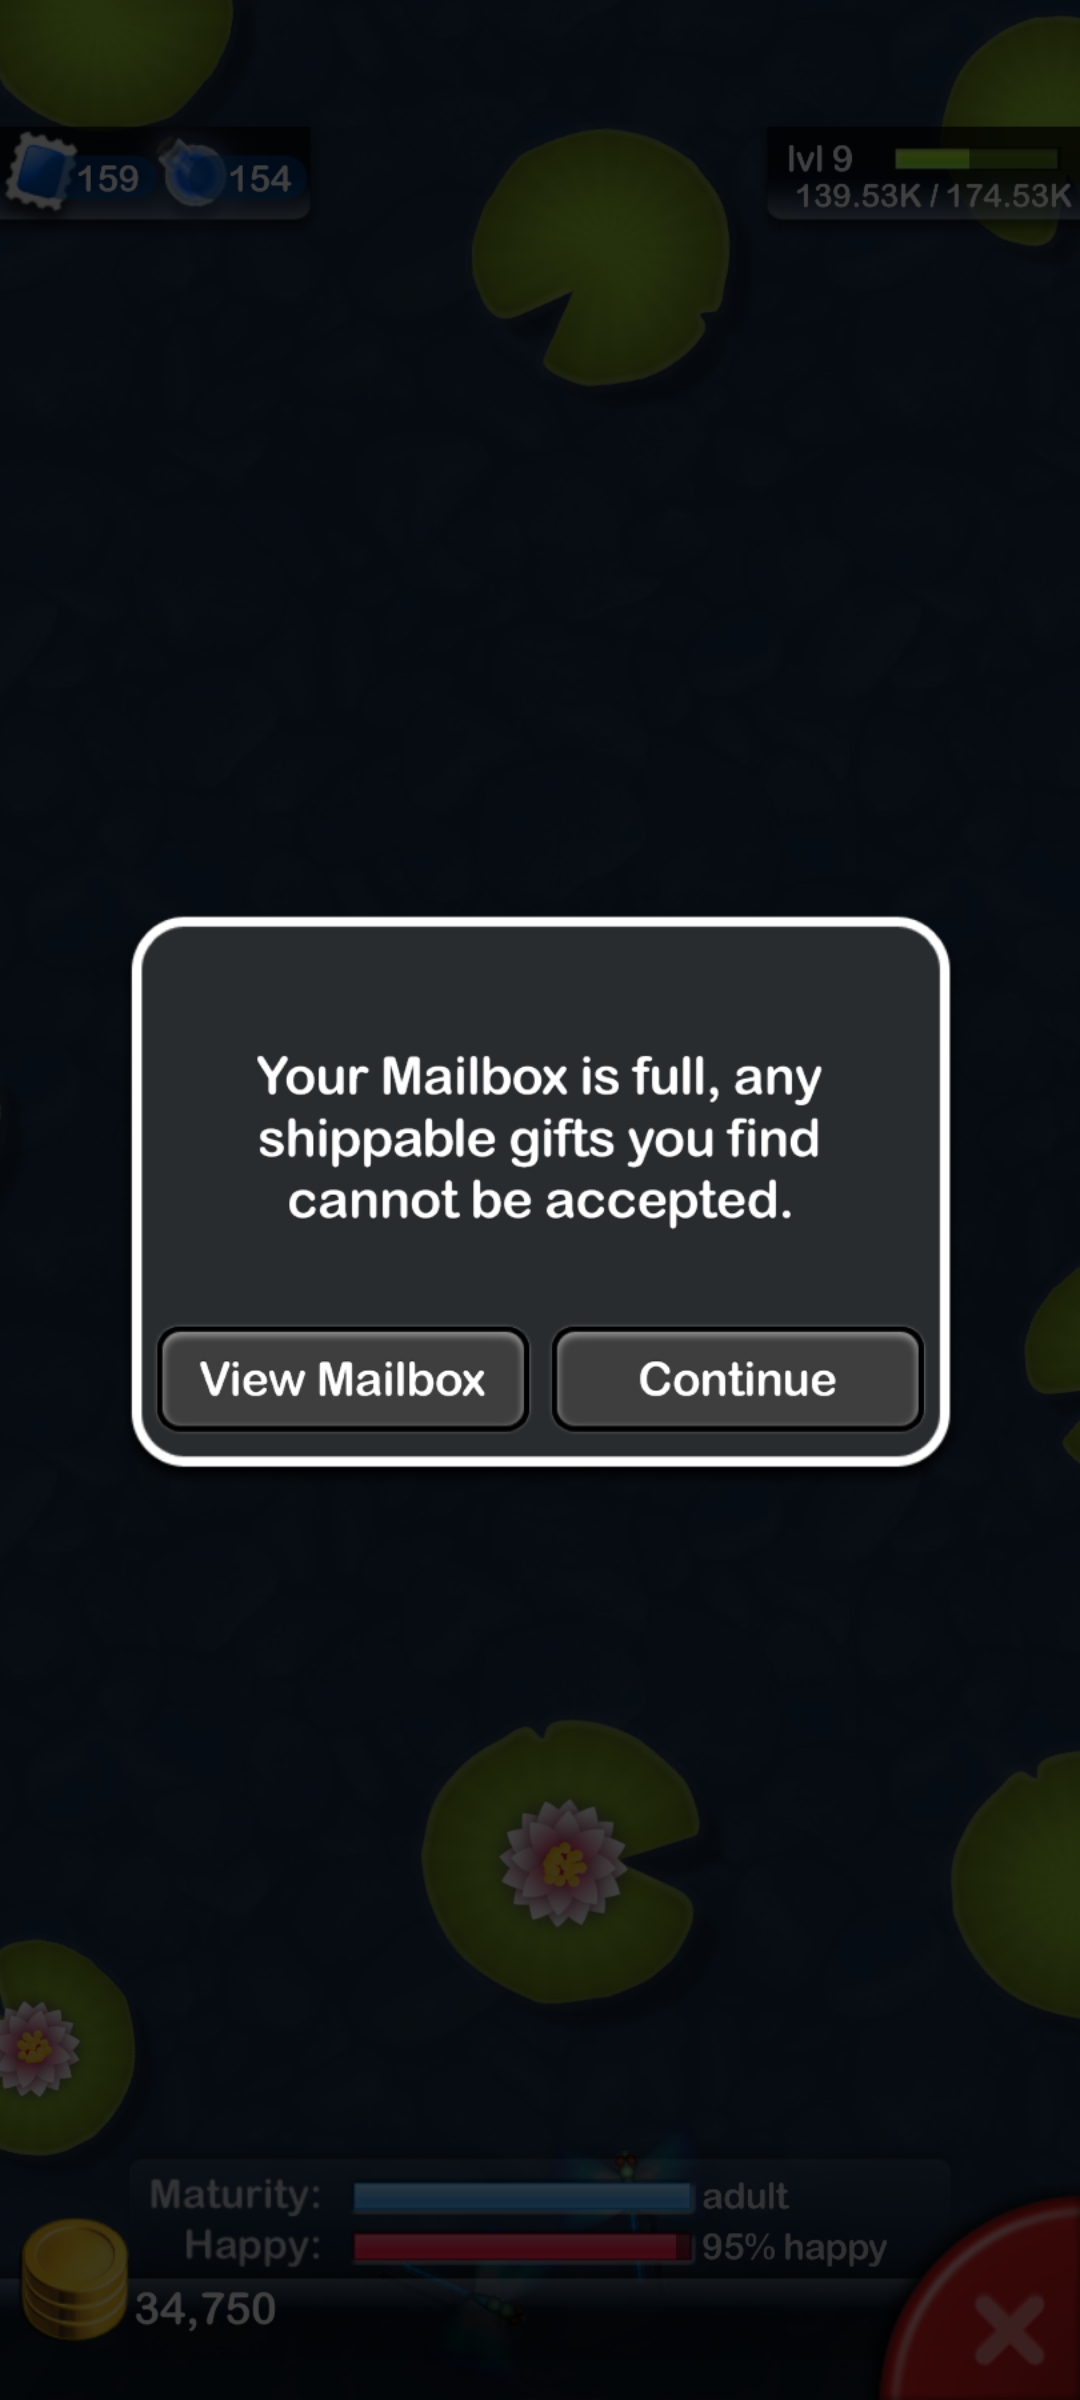 159 154
lvl 9
139.53K / 174.53K
Your Mailbox is full, any
shippable gifts you find
cannot be accepted.
View Mailbox Continue
Maturity: adult
Happy: 95% happy
34,750